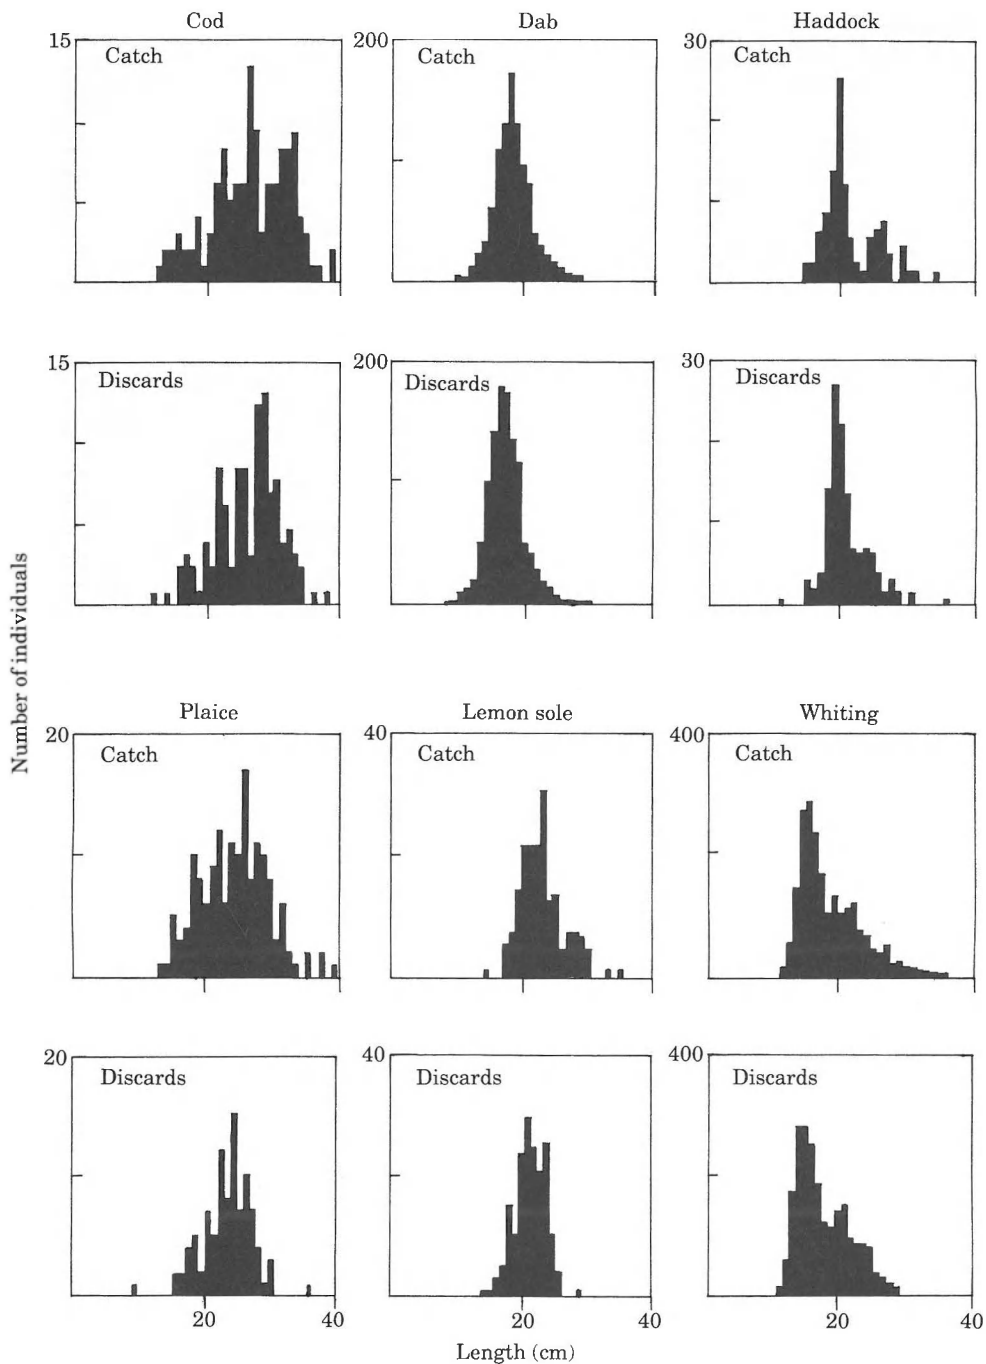 Cod Dab Haddock
15 200 30
Catch Catch Catch
15 200 30
Discards Discards Discards
Number of individuals
Plaice Lemon sole Whiting
20 40 400
Catch Catch Catch
20 40 400
Discards Discards Discards
20 40 20 40 20 40
Length (cm)